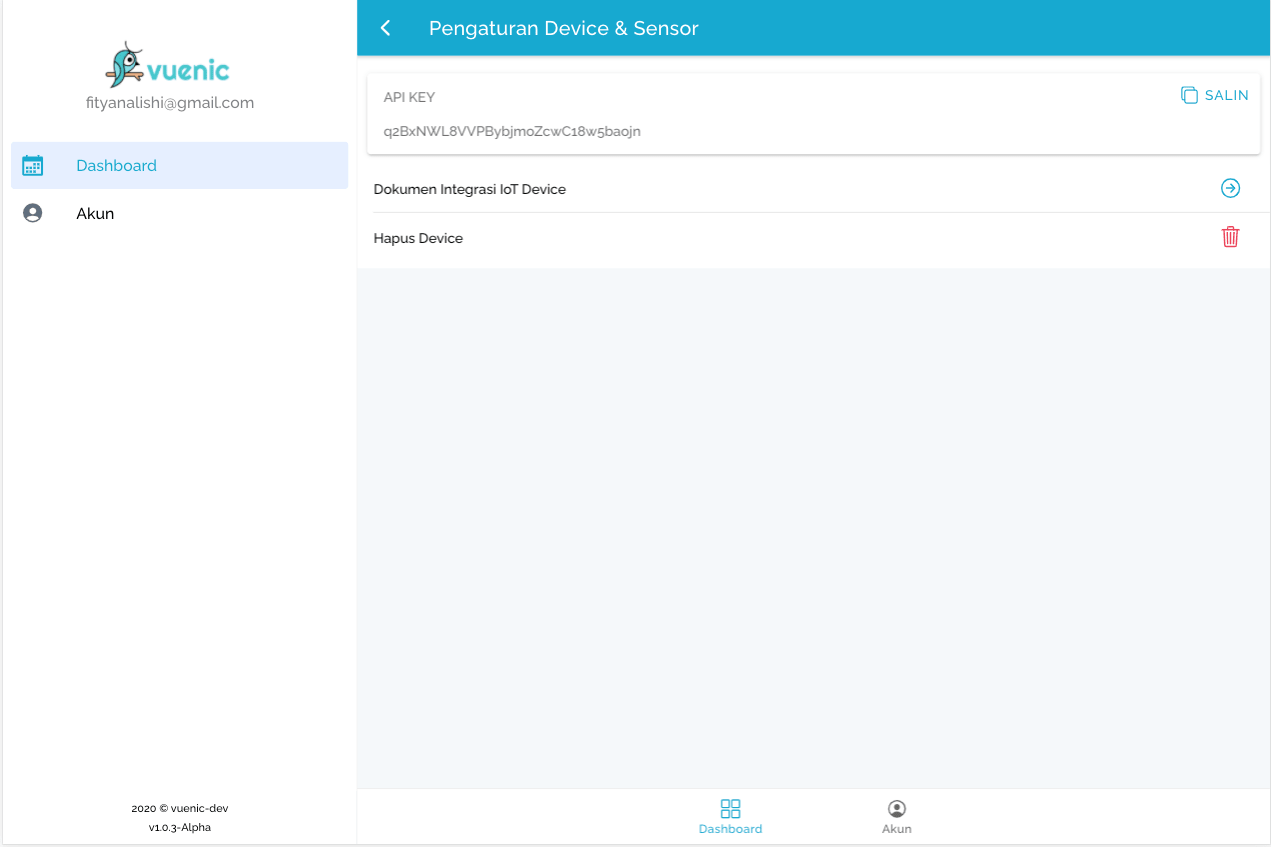 vuenic
fityanalishi@gmail.com
Dashboard
Akun
2020 © vuenic-dev
v1.0.3-Alpha
Pengaturan Device & Sensor
API KEY
SALIN
q2BxNWL8VVPBybjmoZcwC18w5baojn
Dokumen Integrasi IoT Device
Hapus Device
Dashboard
Akun